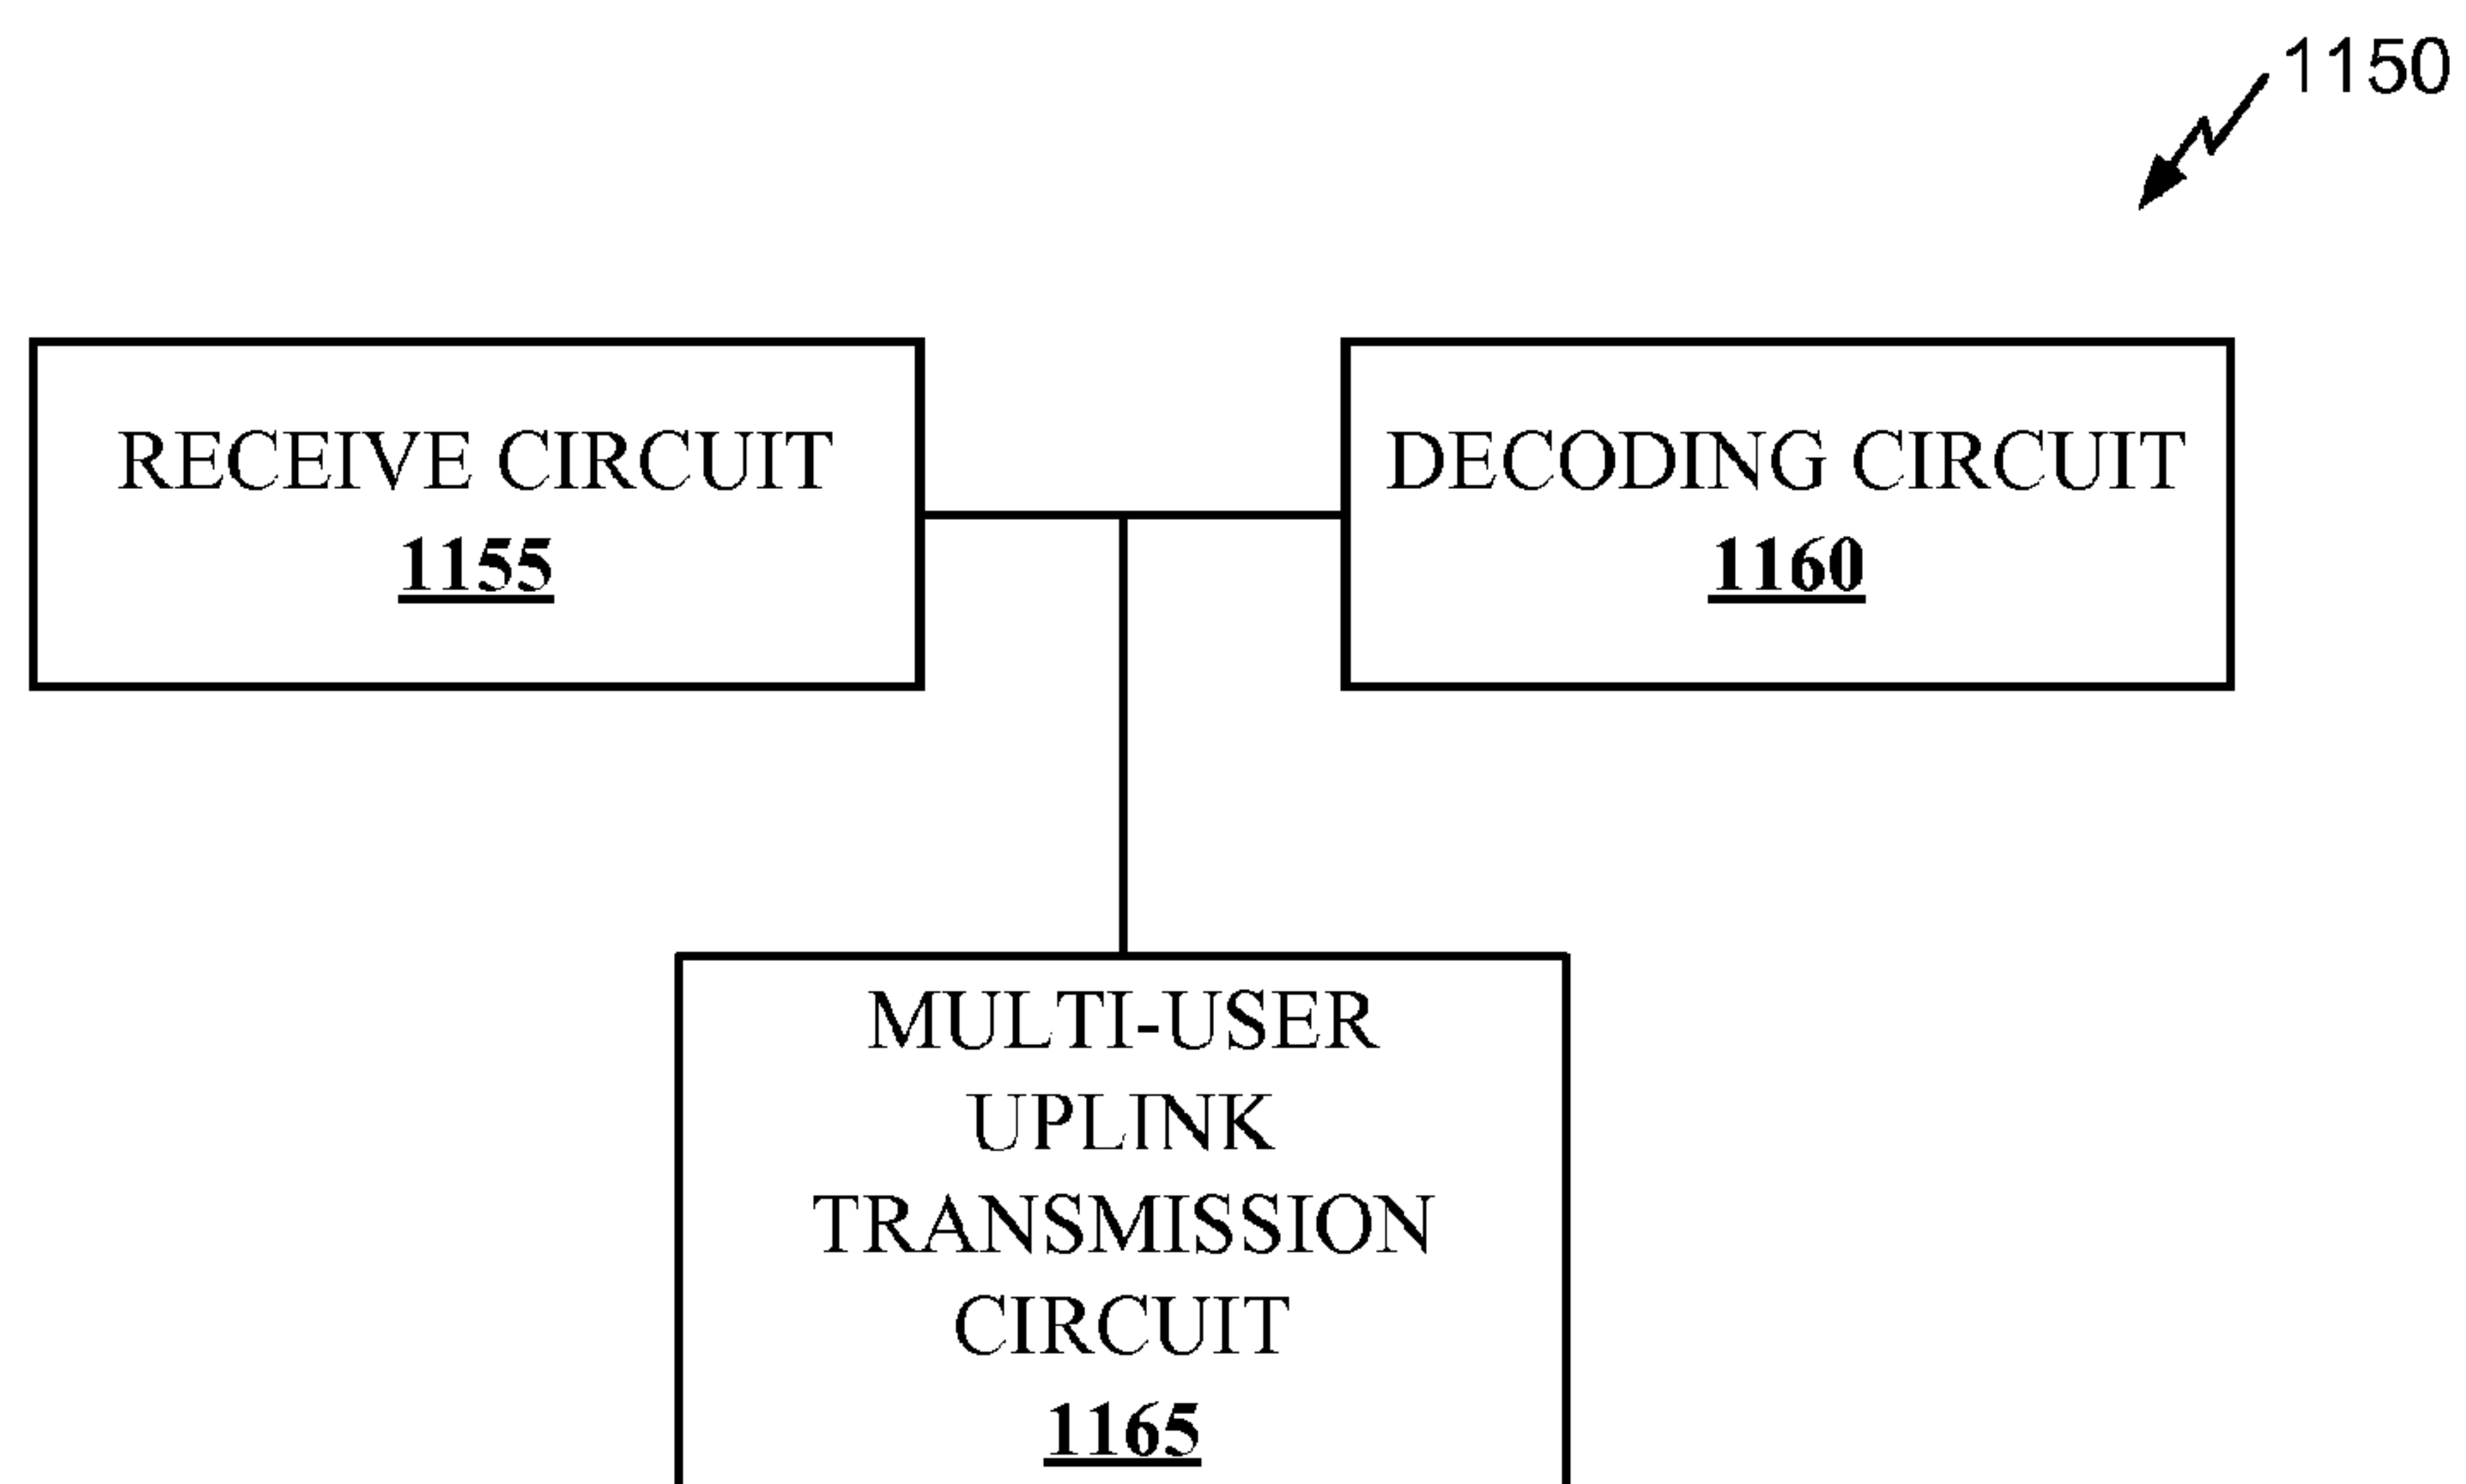 1150
RECEIVE CIRCUIT
1155
DECODING CIRCUIT
1160
MULTI-USER
UPLINK
TRANSMISSION
CIRCUIT
1165